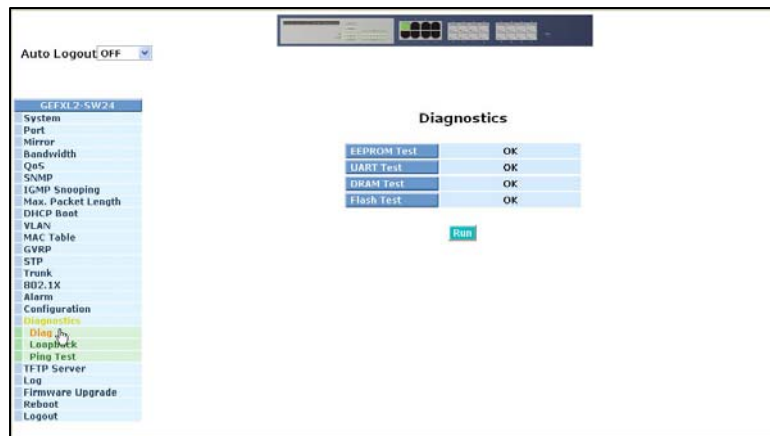 Auto Logout OFF
GEFXL2-SW24
System
Port
Mirror
Bandwidth
QoS
SNMP
IGMP Snooping
Max. Packet Length
DHCP Boot
VLAN
MAC Table
GVRP
STP
Trunk
802.1X
Alarm
Configuration
Diagnostics
Diag
Loopback
Ping Test
TFTP Server
Log
Firmware Upgrade
Reboot
Logout
Diagnostics
EEPROM Test OK
UART Test OK
DRAM Test OK
Flash Test OK
Run